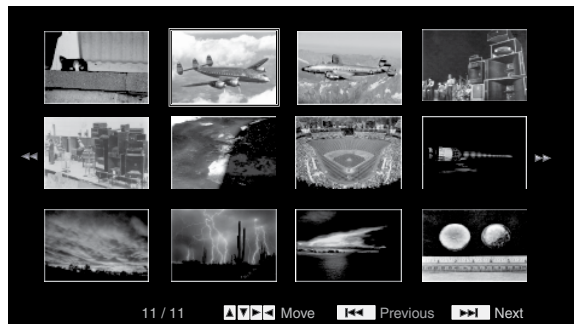 11 / 11 ▲▼►◄ Move |◄◄ Previous ►►| Next